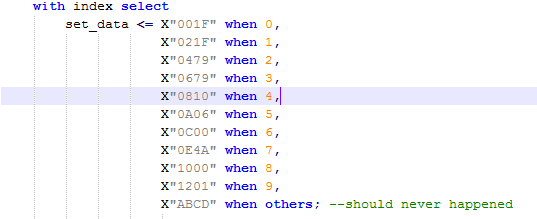 with index select
set_data <= X"001F" when 0,
X"021F" when 1,
X"0479" when 2,
X"0679" when 3,
X"0810" when 4,
X"0A06" when 5,
X"0C00" when 6,
X"0E4A" when 7,
X"1000" when 8,
X"1201" when 9,
X"ABCD" when others; --should never happened